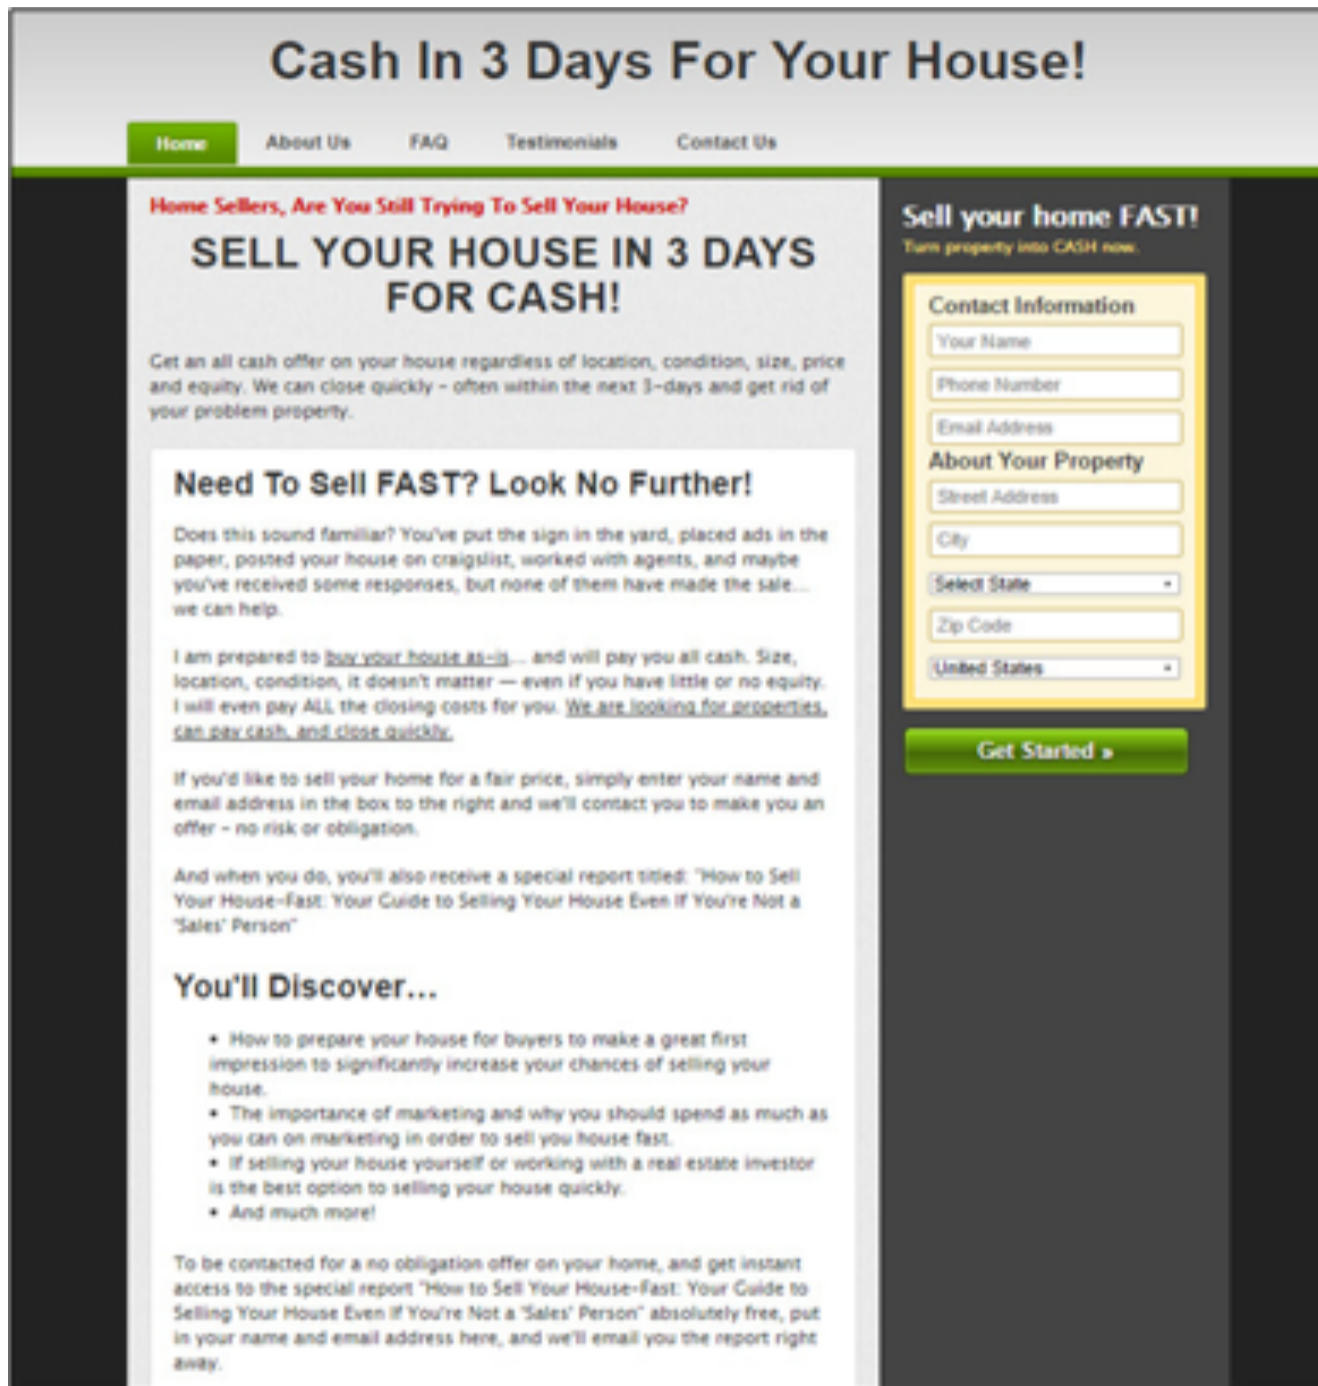 Cash In 3 Days For Your House!
Home
About Us
FAQ
Testimonials
Contact Us
Home Sellers, Are You Still Trying To Sell Your House?
SELL YOUR HOUSE IN 3 DAYS
FOR CASH!
Get an all cash offer on your house regardless of location, condition, size, price
and equity. We can close quickly – often within the next 3-days and get rid of
your problem property.
Need To Sell FAST? Look No Further!
Does this sound familiar? You've put the sign in the yard, placed ads in the
paper, posted your house on craigslist, worked with agents, and maybe
you've received some responses, but none of them have made the sale...
we can help.
I am prepared to buy your house as-is... and will pay you all cash. Size,
location, condition, it doesn't matter — even if you have little or no equity.
I will even pay ALL the closing costs for you. We are looking for properties,
can pay cash, and close quickly.
If you'd like to sell your home for a fair price, simply enter your name and
email address in the box to the right and we'll contact you to make you an
offer – no risk or obligation.
And when you do, you'll also receive a special report titled: "How to Sell
Your House-Fast: Your Guide to Selling Your House Even If You're Not a
'Sales' Person"
You'll Discover...
• How to prepare your house for buyers to make a great first
impression to significantly increase your chances of selling your
house.
• The importance of marketing and why you should spend as much as
you can on marketing in order to sell you house fast.
• If selling your house yourself or working with a real estate investor
is the best option to selling your house quickly.
• And much more!
To be contacted for a no obligation offer on your home, and get instant
access to the special report "How to Sell Your House-Fast: Your Guide to
Selling Your House Even If You're Not a 'Sales' Person" absolutely free, put
in your name and email address here, and we'll email you the report right
away.
Sell your home FAST!
Turn property into CASH now.
Contact Information
Your Name
Phone Number
Email Address
About Your Property
Street Address
City
Select State
Zip Code
United States
Get Started »